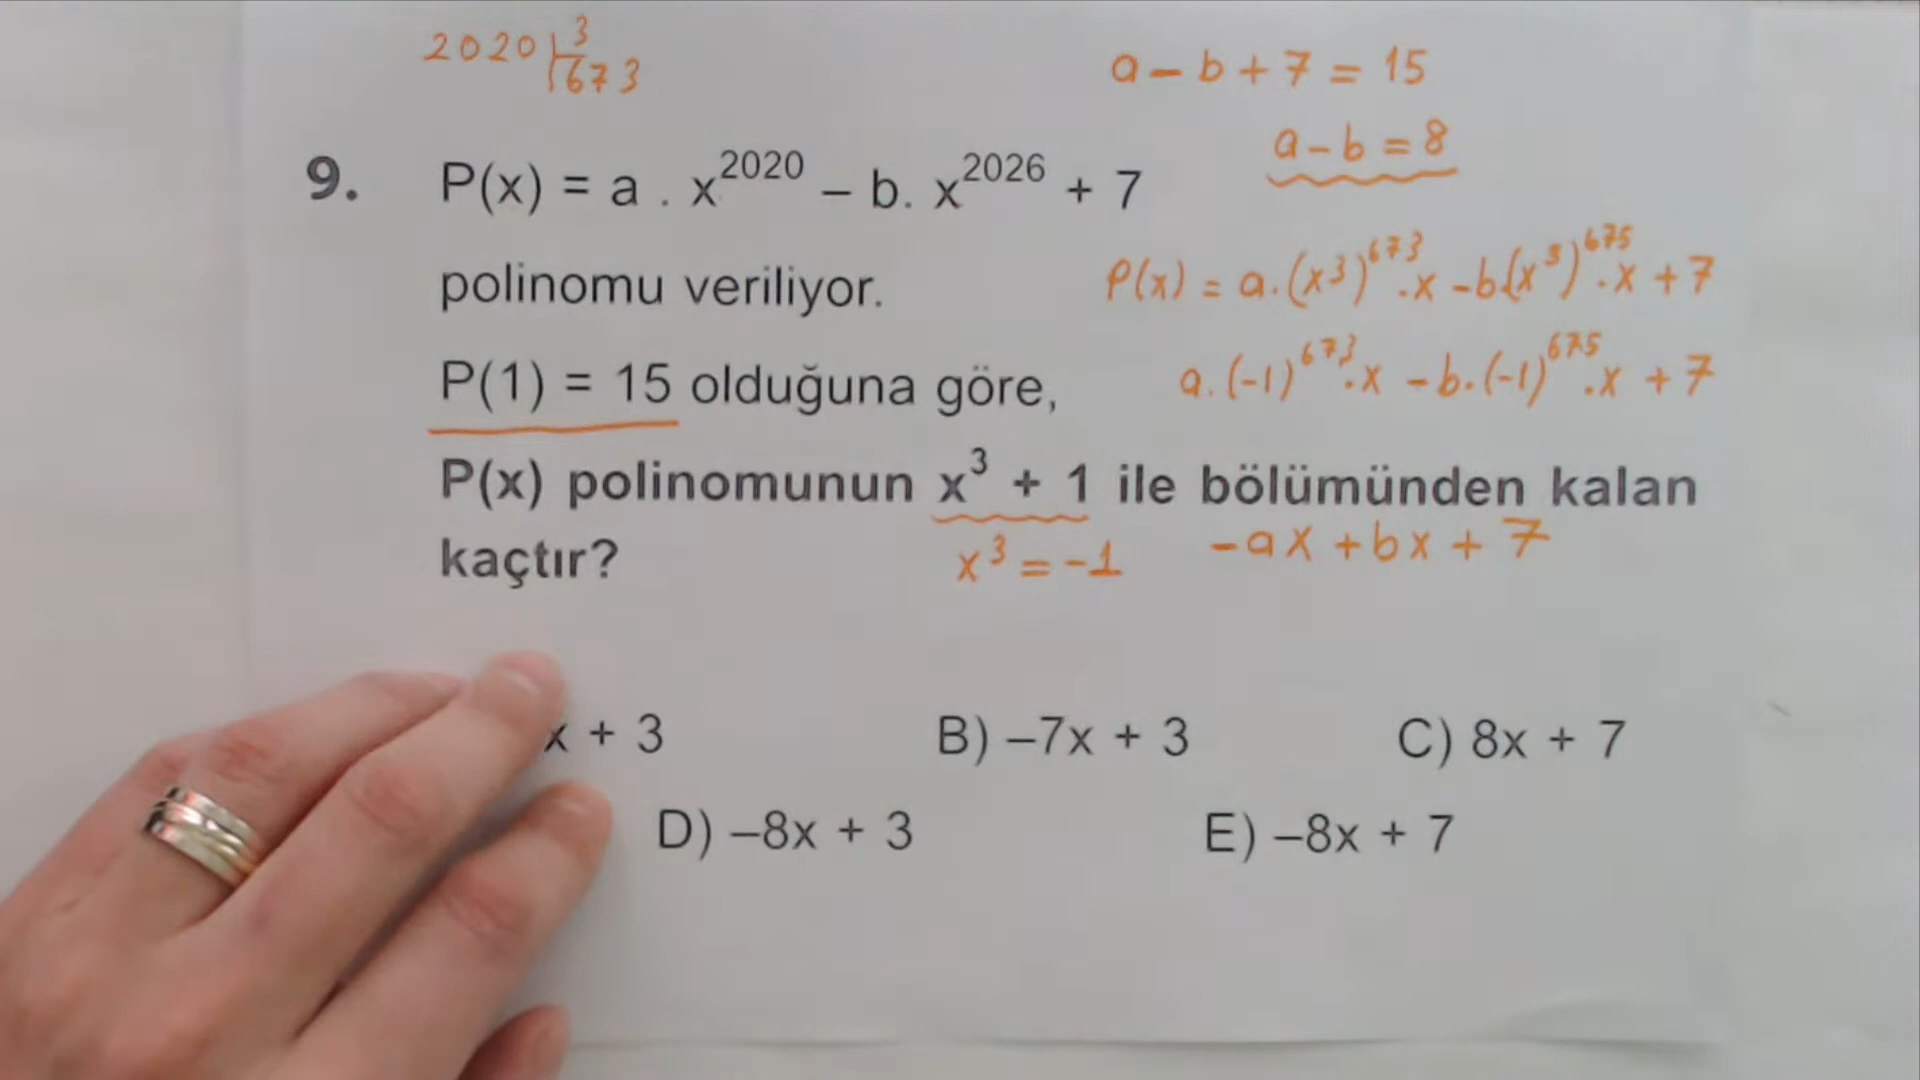 2020 | 3
673
a - b + 7 = 15
a - b = 8
9. P(x) = a . x^2020 – b. x^2026 + 7
polinomu veriliyor.
P(x) = a.(x^3)^673 .x - b.(x^3)^675 .x + 7
P(1) = 15 olduğuna göre,
a.(-1)^673 .x - b.(-1)^675 .x + 7
P(x) polinomunun x^3 + 1 ile bölümünden kalan
kaçtır?
x^3 = -1
-ax + bx + 7
x + 3 B) –7x + 3 C) 8x + 7
D) –8x + 3 E) –8x + 7